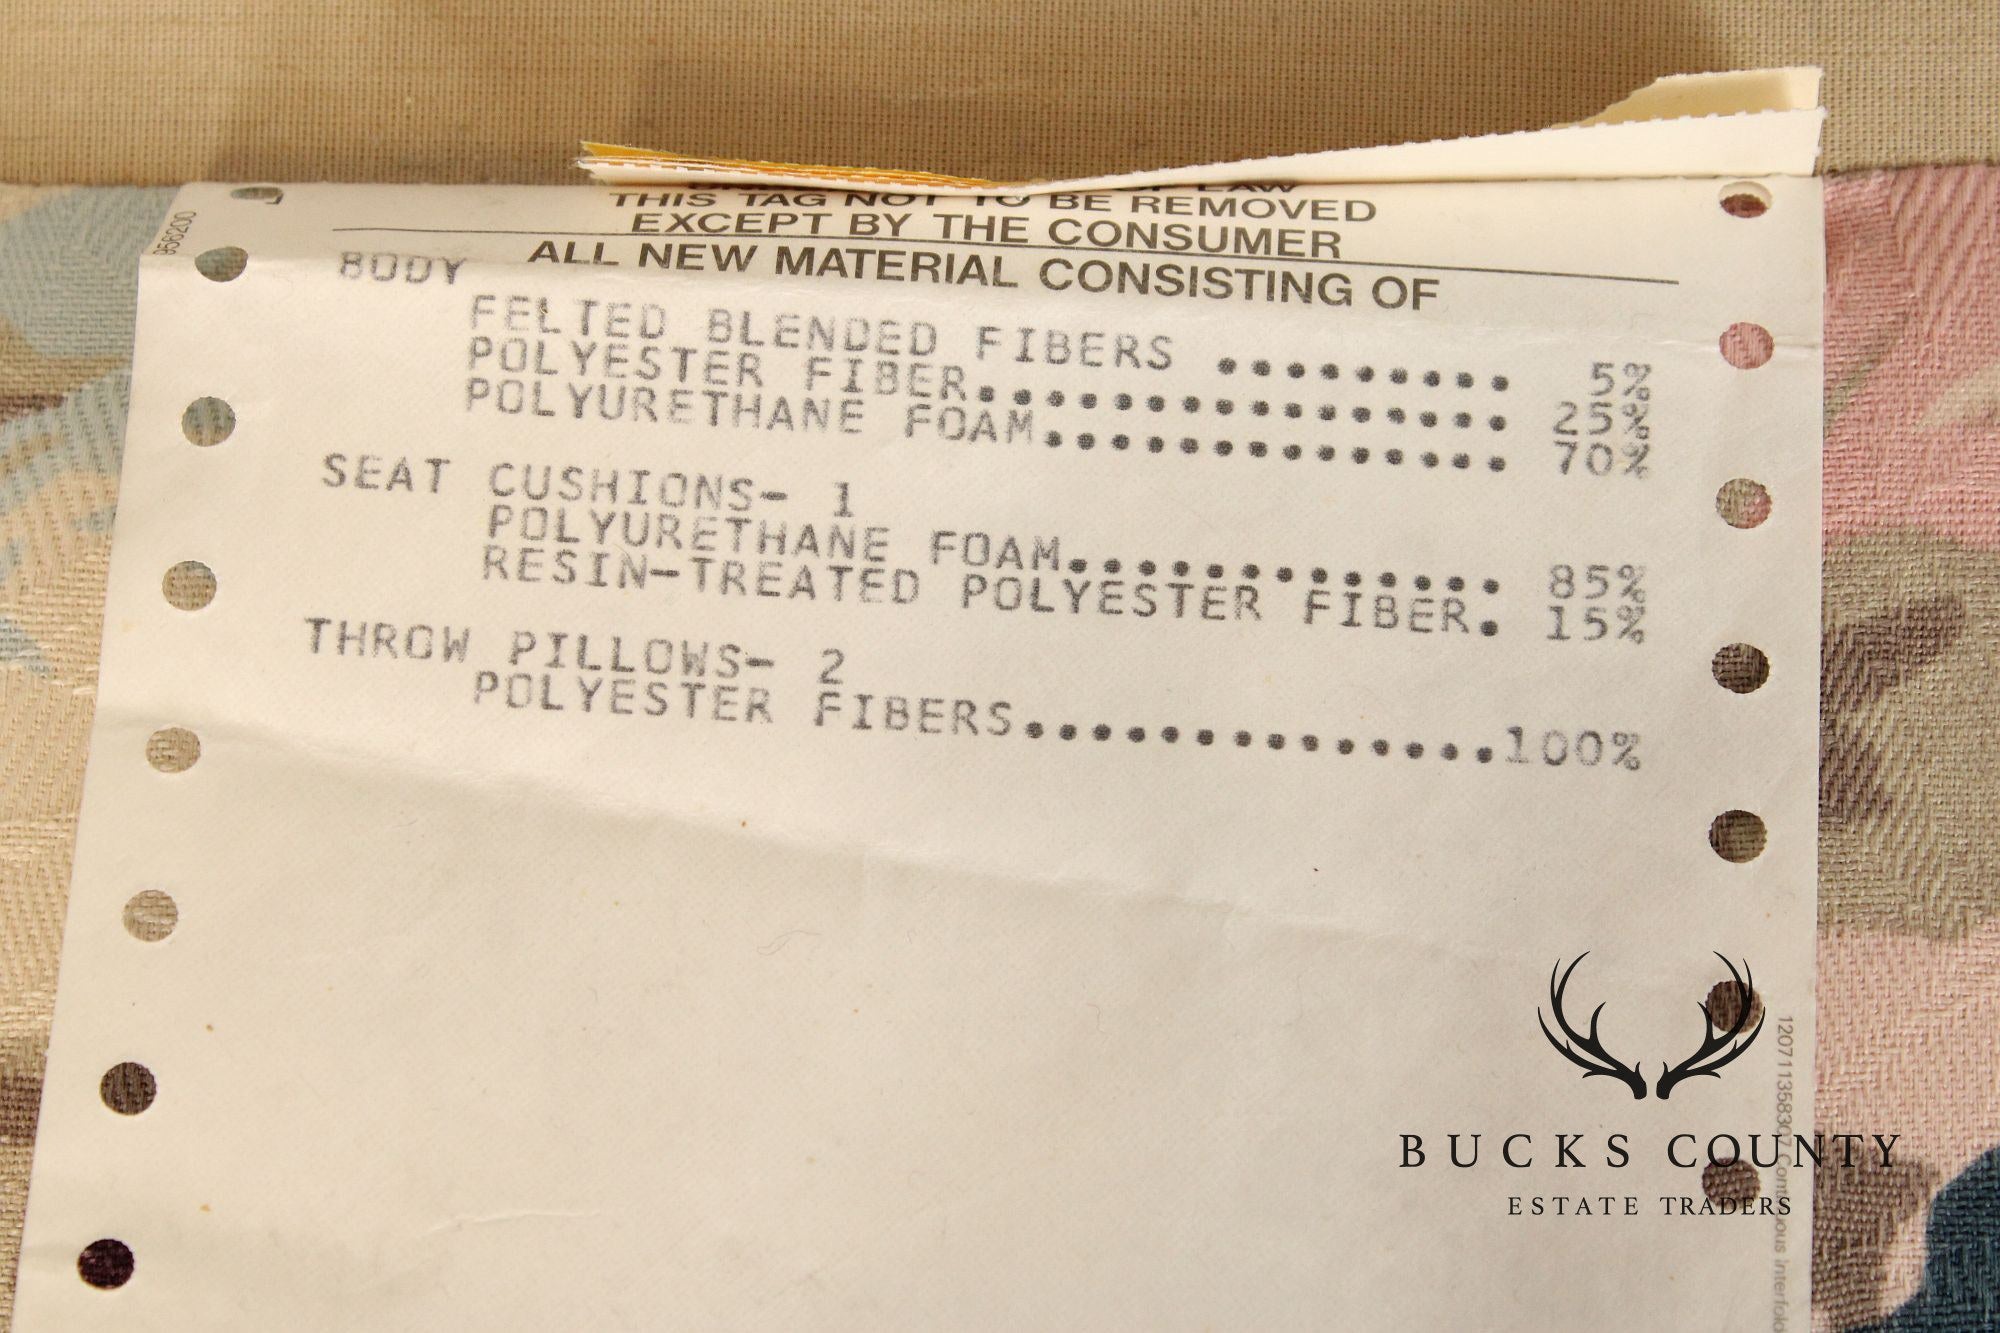 LAW
THIS TAG NOT TO BE REMOVED
EXCEPT BY THE CONSUMER
ALL NEW MATERIAL CONSISTING OF
BODY
FELTED BLENDED FIBERS ......... 5%
POLYESTER FIBER................ 25%
POLYURETHANE FOAM.............. 70%
SEAT CUSHIONS- 1
POLYURETHANE FOAM............. 85%
RESIN-TREATED POLYESTER FIBER. 15%
THROW PILLOWS- 2
POLYESTER FIBERS..............100%
BUCKS COUNTY
ESTATE TRADERS